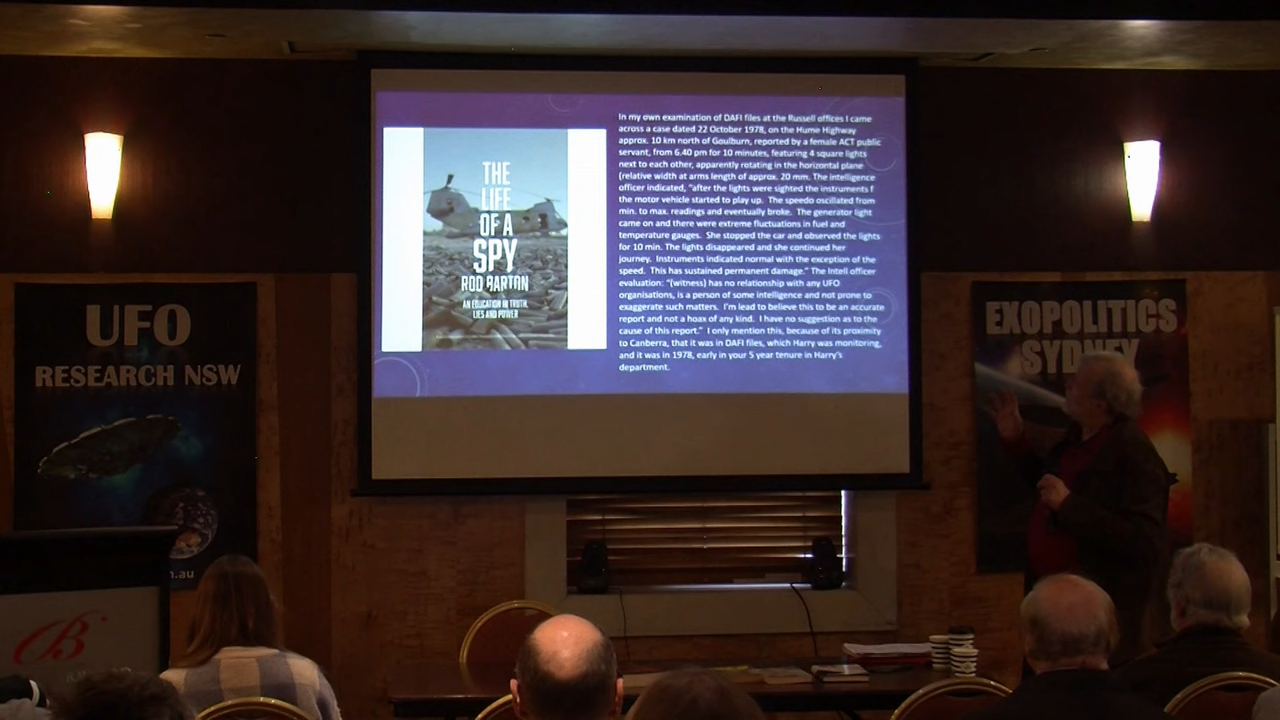 In my own examination of DAFI files at the Russell offices I came
across a case dated 22 October 1978, on the Hume Highway
approx. 10 km north of Goulburn, reported by a female ACT public
servant, from 6.40 pm for 10 minutes, featuring 4 square lights
next to each other, apparently rotating in the horizontal plane
(relative width at arms length of approx. 20 mm. The intelligence
officer indicated, "after the lights were sighted the instruments f
the motor vehicle started to play up. The speedo oscillated from
min. to max. readings and eventually broke. The generator light
came on and there were extreme fluctuations in fuel and
temperature gauges. She stopped the car and observed the lights
for 10 min. The lights disappeared and she continued her
journey. Instruments indicated normal with the exception of the
speed. This has sustained permanent damage." The Intell officer
evaluation: "(witness) has no relationship with any UFO
organisations, is a person of some intelligence and not prone to
exaggerate such matters. I'm lead to believe this to be an accurate
report and not a hoax of any kind. I have no suggestion as to the
cause of this report." I only mention this, because of its proximity
to Canberra, that it was in DAFI files, which Harry was monitoring,
and it was in 1978, early in your 5 year tenure in Harry's
department.
THE
LIFE
OF A
SPY
ROD BARTON
AN EDUCATION IN TRUTH,
LIES AND POWER
UFO
RESEARCH NSW
.au
EXOPOLITICS
SYDNEY
B